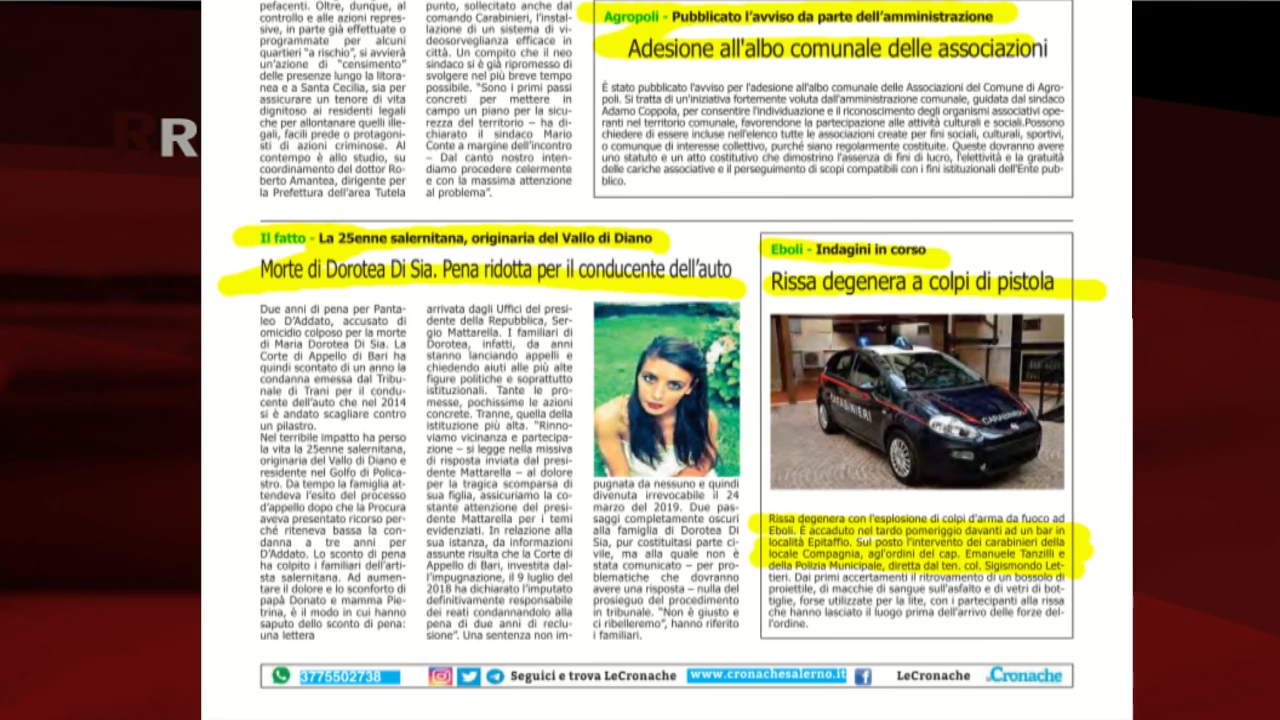 RR
pefacenti. Oltre, dunque, al
controllo e alle azioni repres-
sive, in parte già effettuate o
programmate per alcuni
quartieri "a rischio", si avvierà
un'azione di "censimento"
delle presenze lungo la litora-
nea e a Santa Cecilia, sia per
assicurare un tenore di vita
dignitoso ai residenti legali
che per allontanare quelli ille-
gali, facili prede o protagoni-
sti di azioni criminose. Al
contempo è allo studio, su
coordinamento del dottor Ro-
berto Amantea, dirigente per
la Prefettura dell'area Tutela
punto, sollecitato anche dal
comando Carabinieri, l'instal-
lazione di un sistema di vi-
deosorveglianza efficace in
città. Un compito che il neo
sindaco si è già ripromesso di
svolgere nel più breve tempo
possibile. "Sono i primi passi
concreti per mettere in
campo un piano per la sicu-
rezza del territorio – ha di-
chiarato il sindaco Mario
Conte a margine dell'incontro
– Dal canto nostro inten-
diamo procedere celermente
e con la massima attenzione
al problema".
Agropoli - Pubblicato l'avviso da parte dell'amministrazione
Adesione all'albo comunale delle associazioni
È stato pubblicato l'avviso per l'adesione all'albo comunale delle Associazioni del Comune di Agro-
poli. Si tratta di un'iniziativa fortemente voluta dall'amministrazione comunale, guidata dal sindaco
Adamo Coppola, per consentire l'individuazione e il riconoscimento degli organismi associativi ope-
ranti nel territorio comunale, favorendone la partecipazione alle attività culturali e sociali.Possono
chiedere di essere incluse nell'elenco tutte le associazioni create per fini sociali, culturali, sportivi,
o comunque di interesse collettivo, purché siano regolarmente costituite. Queste dovranno avere
uno statuto e un atto costitutivo che dimostrino l'assenza di fini di lucro, l'elettività e la gratuità
delle cariche associative e il perseguimento di scopi compatibili con i fini istituzionali dell'Ente pub-
blico.
Il fatto - La 25enne salernitana, originaria del Vallo di Diano
Morte di Dorotea Di Sia. Pena ridotta per il conducente dell'auto
Due anni di pena per Panta-
leo D'Addato, accusato di
omicidio colposo per la morte
di Maria Dorotea Di Sia. La
Corte di Appello di Bari ha
quindi scontato di un anno la
condanna emessa dal Tribu-
nale di Trani per il condu-
cente dell'auto che nel 2014
si è andato scagliare contro
un pilastro.
Nel terribile impatto ha perso
la vita la 25enne salernitana,
originaria del Vallo di Diano e
residente nel Golfo di Polica-
stro. Da tempo la famiglia at-
tendeva l'esito del processo
d'appello dopo che la Procura
aveva presentato ricorso per-
ché riteneva bassa la con-
danna a tre anni per
D'Addato. Lo sconto di pena
ha colpito i familiari dell'arti-
sta salernitana. Ad aumen-
tare il dolore e lo sconforto di
papà Donato e mamma Pie-
trina, è il modo in cui hanno
saputo dello sconto di pena:
una lettera
arrivata dagli Uffici del presi-
dente della Repubblica, Ser-
gio Mattarella. I familiari di
Dorotea, infatti, da anni
stanno lanciando appelli e
chiedendo aiuti alle più alte
figure politiche e soprattutto
istituzionali. Tante le pro-
messe, pochissime le azioni
concrete. Tranne, quella della
istituzione più alta. "Rinno-
viamo vicinanza e partecipa-
zione – si legge nella missiva
di risposta inviata dal presi-
dente Mattarella – al dolore
per la tragica scomparsa di
sua figlia, assicuriamo la co-
stante attenzione del presi-
dente Mattarella per i temi
evidenziati. In relazione alla
sua istanza, da informazioni
assunte risulta che la Corte di
Appello di Bari, investita dal-
l'impugnazione, il 9 luglio del
2018 ha dichiarato l'imputato
definitivamente responsabile
dei reati condannandolo alla
pena di due anni di reclu-
sione". Una sentenza non im-
pugnata da nessuno e quindi
divenuta irrevocabile il 24
marzo del 2019. Due pas-
saggi completamente oscuri
alla famiglia di Dorotea Di
Sia, pur costituitasi parte ci-
vile, ma alla quale non è
stata comunicato – per pro-
blematiche che dovranno
avere una risposta – nulla del
prosieguo del procedimento
in tribunale. "Non è giusto e
ci ribelleremo", hanno riferito
i familiari.
Eboli - Indagini in corso
Rissa degenera a colpi di pistola
CARABINIERI
CARABINIERI
Rissa degenera con l'esplosione di colpi d'arma da fuoco ad
Eboli. È accaduto nel tardo pomeriggio davanti ad un bar in
località Epitaffio. Sul posto l'intervento dei carabinieri della
locale Compagnia, agl'ordini del cap. Emanuele Tanzilli e
della Polizia Municipale, diretta dal ten. col. Sigismondo Let-
tieri. Dai primi accertamenti il ritrovamento di un bossolo di
proiettile, di macchie di sangue sull'asfalto e di vetri di bot-
tiglie, forse utilizzate per la lite, con i partecipanti alla rissa
che hanno lasciato il luogo prima dell'arrivo delle forze del-
l'ordine.
3775502738
Seguici e trova LeCronache
www.cronachesalerno.it
LeCronache
Cronache